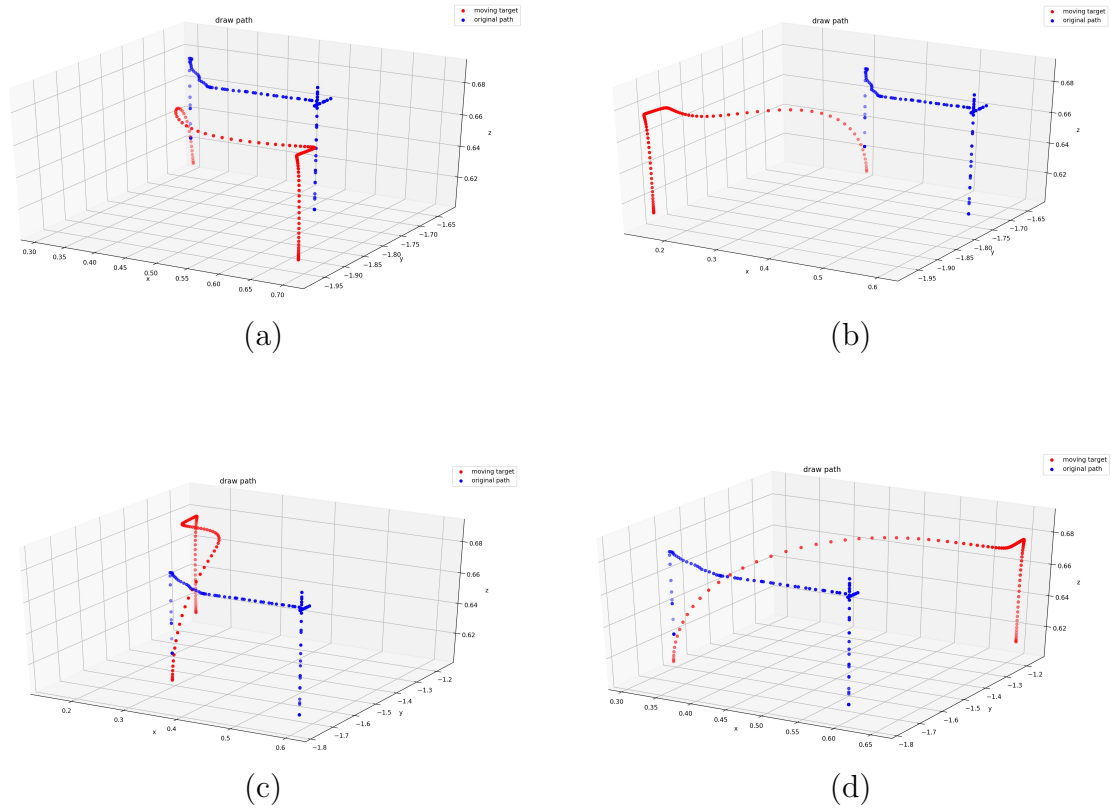 draw path
moving target
original path
0.68
0.66
z
0.64
0.62
−1.65
−1.70
−1.75
−1.80
y
−1.85
−1.90
−1.95
0.30
0.35
0.40
0.45
0.50
0.55
0.60
0.65
0.70
x
(a)
draw path
moving target
original path
0.68
0.66
z
0.64
0.62
−1.65
−1.70
−1.75
−1.80
y
−1.85
−1.90
−1.95
0.2
0.3
0.4
0.5
0.6
x
(b)
draw path
moving target
original path
0.68
0.66
z
0.64
0.62
−1.2
−1.3
−1.4
y
−1.5
−1.6
−1.7
−1.8
0.2
0.3
0.4
0.5
0.6
x
(c)
draw path
moving target
original path
0.68
0.66
z
0.64
0.62
−1.2
−1.3
−1.4
y
−1.5
−1.6
−1.7
−1.8
0.30
0.35
0.40
0.45
0.50
0.55
0.60
0.65
x
(d)